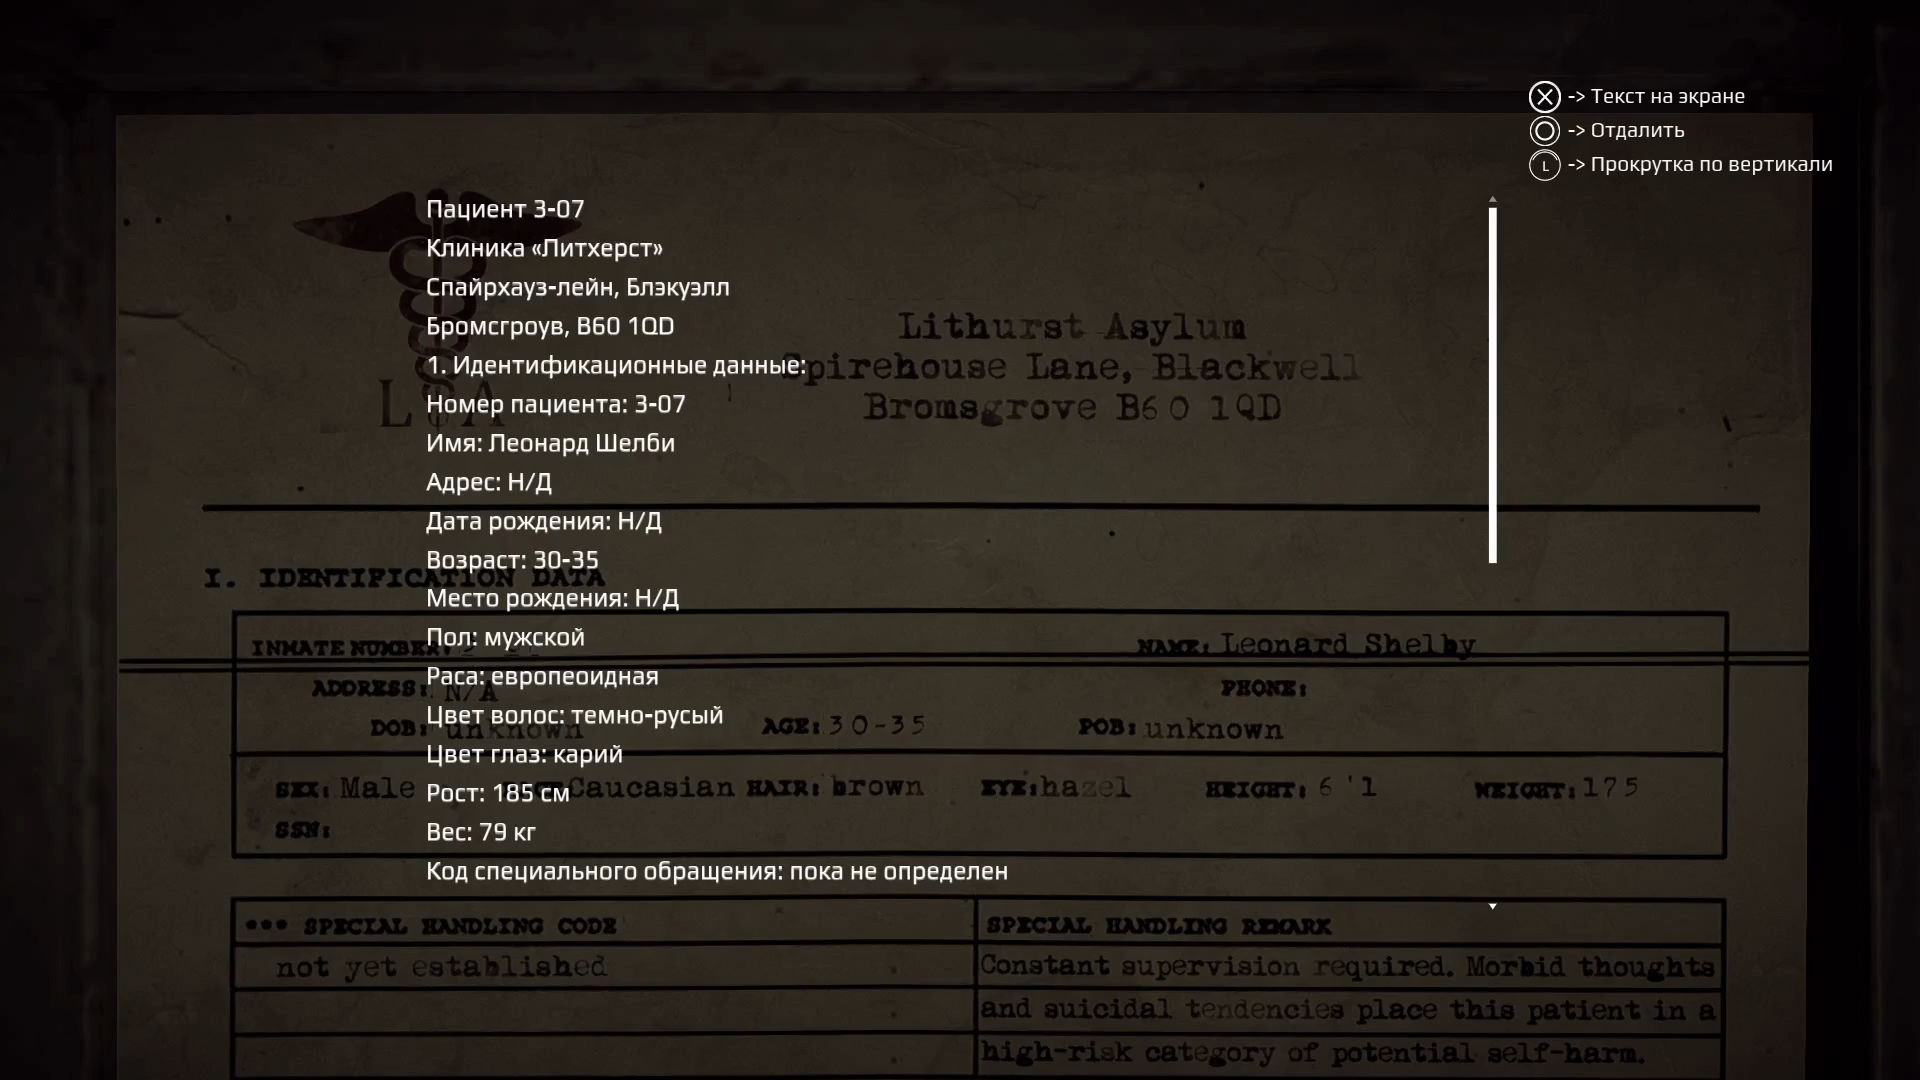 -> Текст на экране
-> Отдалить
L -> Прокрутка по вертикали
Пациент 3-07
Клиника «Литхерст»
Спайрхауз-лейн, Блэкуэлл
Бромсгроув, B60 1QD
1. Идентификационные данные:
Номер пациента: 3-07
Имя: Леонард Шелби
Адрес: Н/Д
Дата рождения: Н/Д
Возраст: 30-35
Место рождения: Н/Д
Пол: мужской
Раса: европеоидная
Цвет волос: темно-русый
Цвет глаз: карий
Рост: 185 см
Вес: 79 кг
Код специального обращения: пока не определен
L A
Lithurst Asylum
Spirehouse Lane, Blackwell
Bromsgrove B60 1QD
I. IDENTIFICATION DATA
INMATE NUMBER: NAME: Leonard Shelby
ADDRESS: N/A PHONE:
DOB: unknown AGE: 30-35 POB: unknown
SEX: Male Caucasian HAIR: brown EYE: hazel HEIGHT: 6'1 WEIGHT: 175
SSN:
*** SPECIAL HANDLING CODE SPECIAL HANDLING REMARK
not yet established Constant supervision required. Morbid thoughts
and suicidal tendencies place this patient in a
high-risk category of potential self-harm.